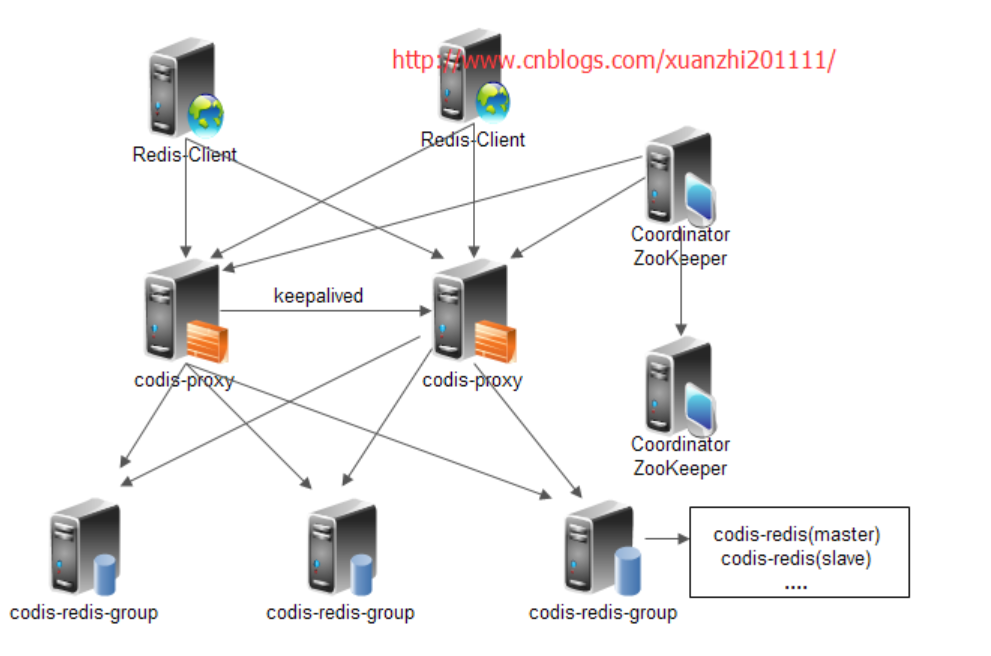 http://www.cnblogs.com/xuanzhi201111/
Redis-Client
Redis-Client
Coordinator
ZooKeeper
keepalived
codis-proxy
codis-proxy
Coordinator
ZooKeeper
codis-redis(master)
codis-redis(slave)
....
codis-redis-group
codis-redis-group
codis-redis-group